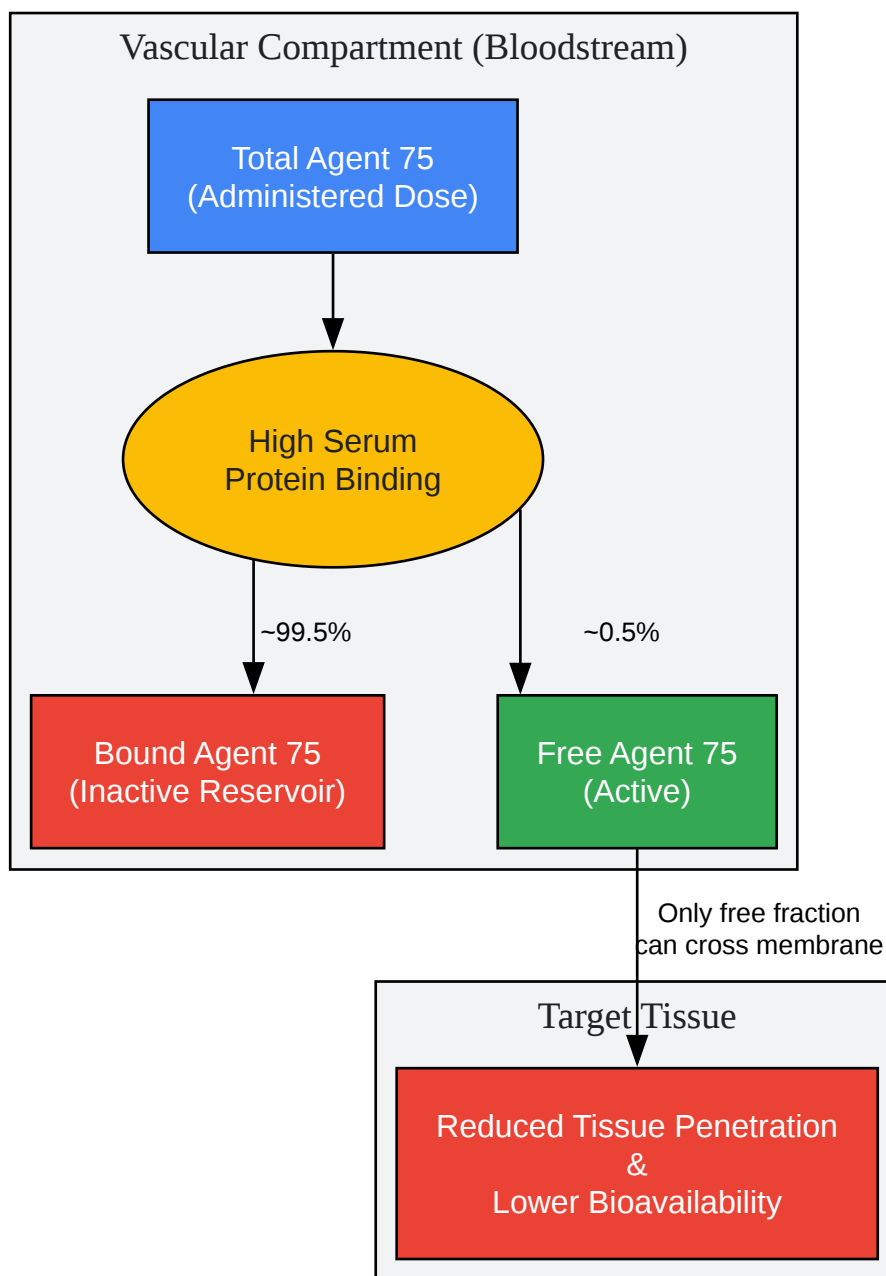 Vascular Compartment (Bloodstream)
Total Agent 75
(Administered Dose)
High Serum
Protein Binding
~99.5%
~0.5%
Bound Agent 75
(Inactive Reservoir)
Free Agent 75
(Active)
Only free fraction
can cross membrane
Target Tissue
Reduced Tissue Penetration
&
Lower Bioavailability